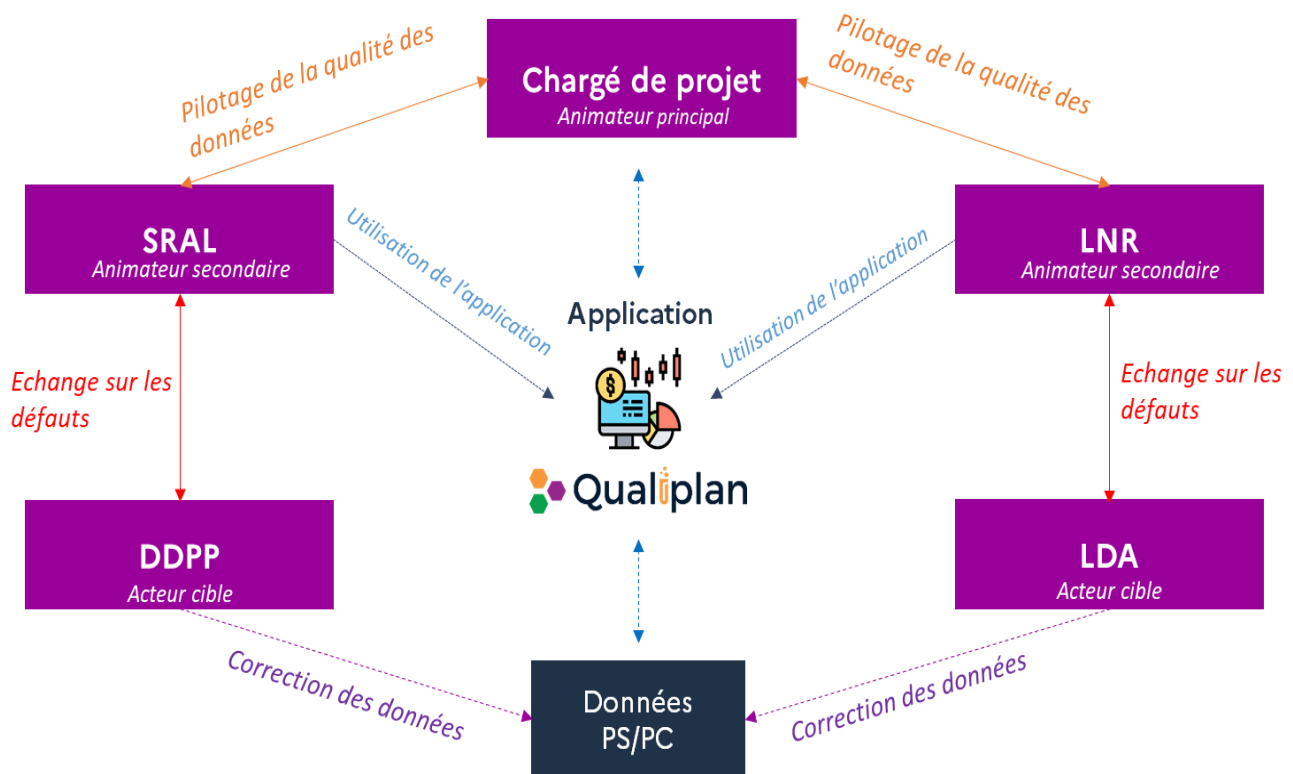 Pilotage de la qualité des
données
Chargé de projet
Animateur principal
Pilotage de la qualité des
données
SRAL
Animateur secondaire
Utilisation de l'application
Utilisation de l'application
LNR
Animateur secondaire
Application
$
Qualiplan
Echange sur les
défauts
Echange sur les
défauts
DDPP
Acteur cible
LDA
Acteur cible
Correction des données
Données
PS/PC
Correction des données